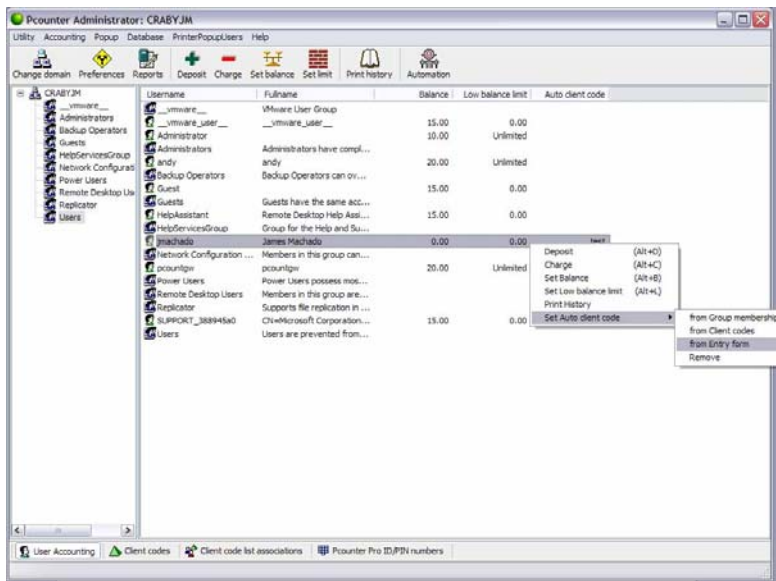 Pcounter Administrator: CRABYJM
Utility Accounting Popup Database PrinterPopupUsers Help
Change domain Preferences Reports Deposit Charge Set balance Set limit Print history Automation
CRABYJM
__vmware__
Administrators
Backup Operators
Guests
HelpServicesGroup
Network Configurati
Power Users
Remote Desktop Us
Replicator
Users
Username Fullname Balance Low balance limit Auto client code
__vmware__ VMware User Group
__vmware_user__ __vmware_user__ 15.00 0.00
Administrator 10.00 Unlimited
Administrators Administrators have compl...
andy andy 20.00 Unlimited
Backup Operators Backup Operators can ov...
Guest 15.00 0.00
Guests Guests have the same acc...
HelpAssistant Remote Desktop Help Assi... 15.00 0.00
HelpServicesGroup Group for the Help and Su...
jmachado James Machado 0.00 0.00 test
Network Configuration ... Members in this group can...
pcountgw pcountgw 20.00 Unlimited
Power Users Power Users possess mos...
Remote Desktop Users Members in this group are...
Replicator Supports file replication in ...
SUPPORT_388945a0 CN=Microsoft Corporation... 15.00 0.00
Users Users are prevented from...
Deposit (Alt+D)
Charge (Alt+C)
Set Balance (Alt+B)
Set Low balance limit (Alt+L)
Print History
Set Auto client code
from Group membership
from Client codes
from Entry form
Remove
User Accounting Client codes Client code list associations Pcounter Pro ID/PIN numbers